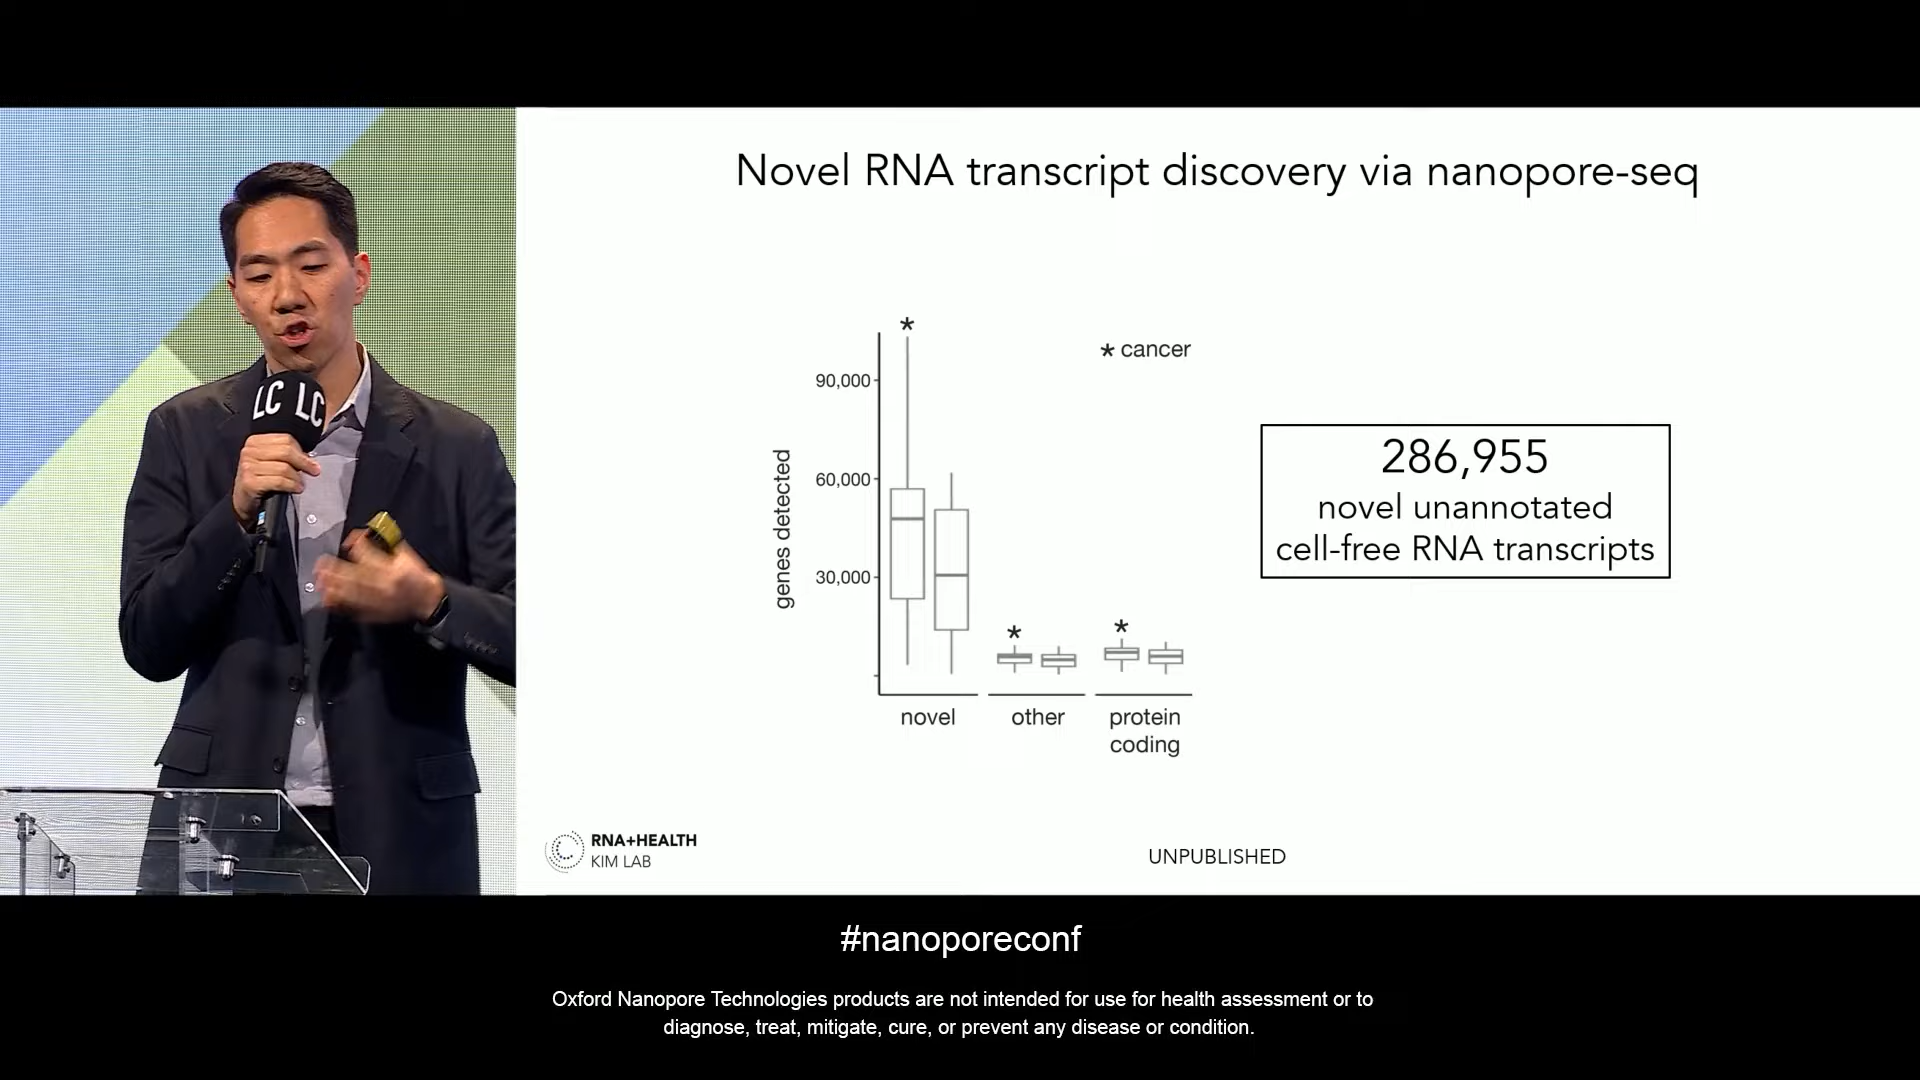 Novel RNA transcript discovery via nanopore-seq
*
* cancer
90,000
60,000
30,000
genes detected
*
*
novel
other
protein
coding
286,955
novel unannotated
cell-free RNA transcripts
LC LC
RNA+HEALTH
KIM LAB
UNPUBLISHED
#nanoporeconf
Oxford Nanopore Technologies products are not intended for use for health assessment or to
diagnose, treat, mitigate, cure, or prevent any disease or condition.